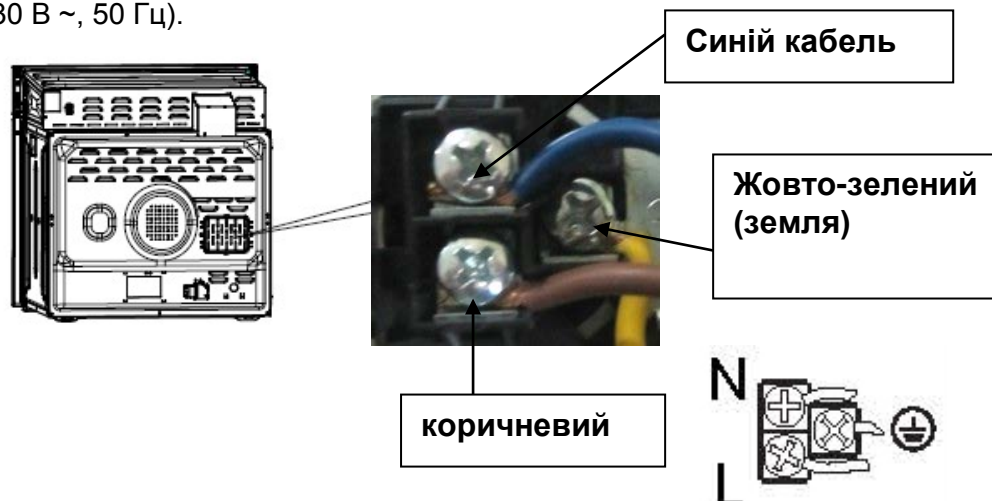 30 В ~, 50 Гц).
Синій кабель
Жовто-зелений
(земля)
коричневий
N
L